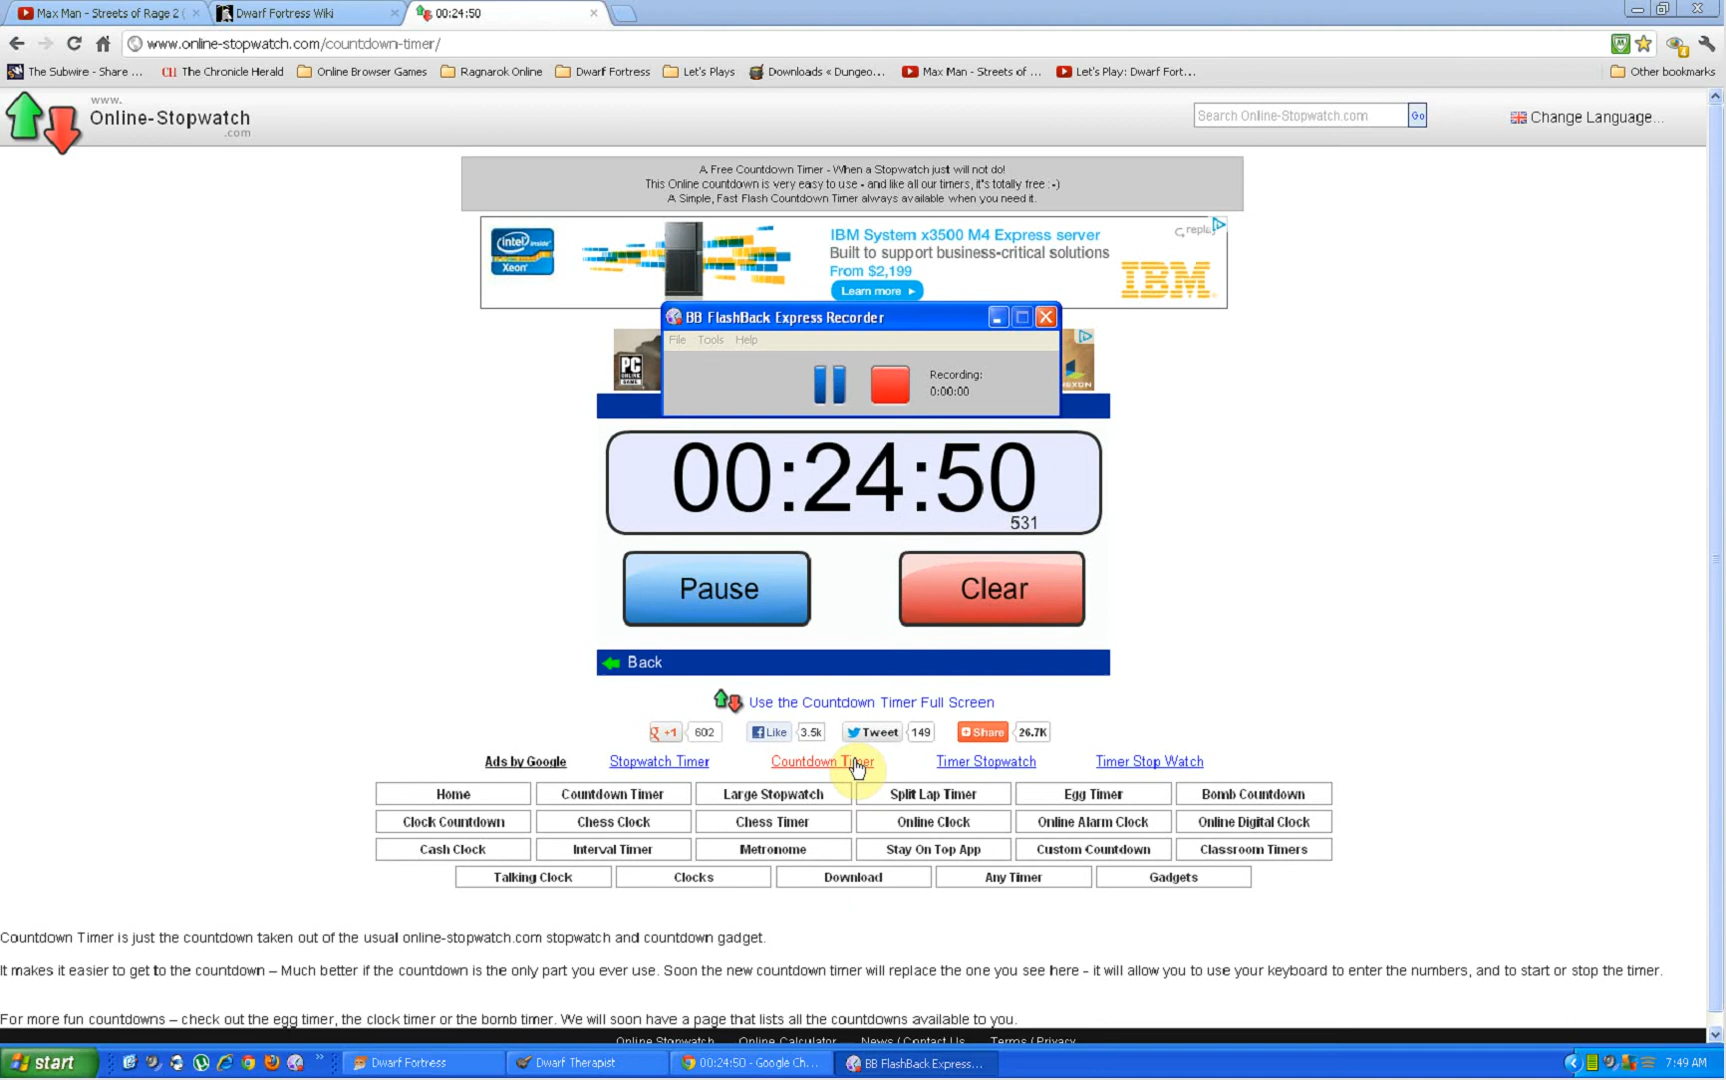 Max Man - Streets of Rage 2 (
Dwarf Fortress Wiki
00:24:50
www.online-stopwatch.com/countdown-timer/
The Subwire - Share ...
CH The Chronicle Herald
Online Browser Games
Ragnarok Online
Dwarf Fortress
Let's Plays
Downloads « Dungeo...
Max Man - Streets of ...
Let's Play: Dwarf Fort...
Other bookmarks
www.
Online-Stopwatch
.com
Search Online-Stopwatch.com
Go
Change Language...
A Free Countdown Timer - When a Stopwatch just will not do!
This Online countdown is very easy to use - and like all our timers, it's totally free :-)
A Simple, Fast Flash Countdown Timer always available when you need it.
intel inside
Xeon
IBM System x3500 M4 Express server
Built to support business-critical solutions
From $2,199
Learn more
replay
IBM
BB FlashBack Express Recorder
File Tools Help
Recording:
0:00:00
PC
ONLINE
GAME
NEXON
00:24:50
531
Pause
Clear
Back
Use the Countdown Timer Full Screen
+1 602
Like 3.5k
Tweet 149
Share 26.7K
Ads by Google
Stopwatch Timer
Countdown Timer
Timer Stopwatch
Timer Stop Watch
Home
Countdown Timer
Large Stopwatch
Split Lap Timer
Egg Timer
Bomb Countdown
Clock Countdown
Chess Clock
Chess Timer
Online Clock
Online Alarm Clock
Online Digital Clock
Cash Clock
Interval Timer
Metronome
Stay On Top App
Custom Countdown
Classroom Timers
Talking Clock
Clocks
Download
Any Timer
Gadgets
Countdown Timer is just the countdown taken out of the usual online-stopwatch.com stopwatch and countdown gadget.
It makes it easier to get to the countdown – Much better if the countdown is the only part you ever use. Soon the new countdown timer will replace the one you see here - it will allow you to use your keyboard to enter the numbers, and to start or stop the timer.
For more fun countdowns – check out the egg timer, the clock timer or the bomb timer. We will soon have a page that lists all the countdowns available to you.
Online Stopwatch
Online Calculator
News / Contact Us
Terms / Privacy
start
Dwarf Fortress
Dwarf Therapist
00:24:50 - Google Ch...
BB FlashBack Express...
7:49 AM